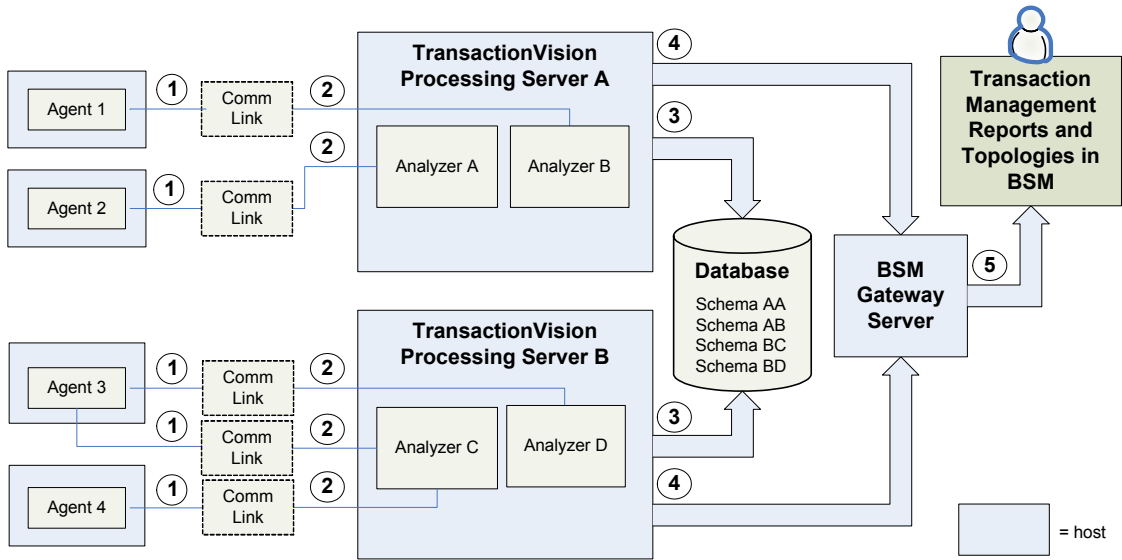 Agent 1
1
Comm
Link
2
Agent 2
1
Comm
Link
2
TransactionVision
Processing Server A
Analyzer A
Analyzer B
4
3
Transaction
Management
Reports and
Topologies in
BSM
Database
Schema AA
Schema AB
Schema BC
Schema BD
BSM
Gateway
Server
5
Agent 3
1
Comm
Link
2
1
Comm
Link
2
Agent 4
1
Comm
Link
2
TransactionVision
Processing Server B
Analyzer C
Analyzer D
3
4
= host